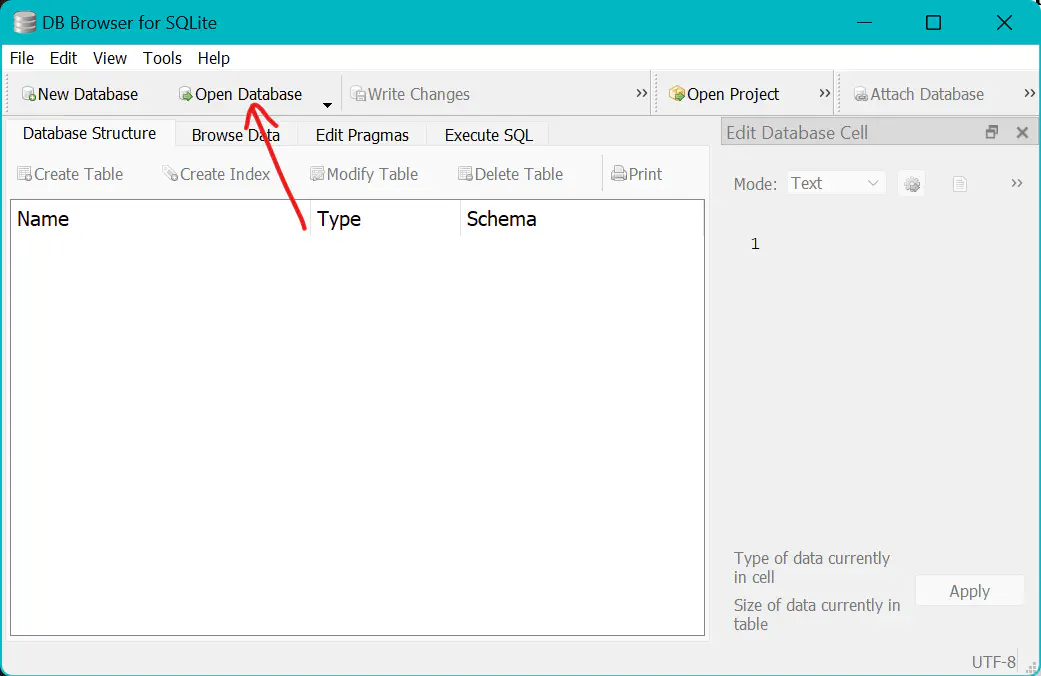 DB Browser for SQLite
File Edit View Tools Help
New Database Open Database Write Changes » Open Project » Attach Database »
Database Structure Browse Data Edit Pragmas Execute SQL
Create Table Create Index Modify Table Delete Table Print
Name Type Schema
Edit Database Cell
Mode: Text »
1
Type of data currently
in cell
Size of data currently in
table
Apply
UTF-8